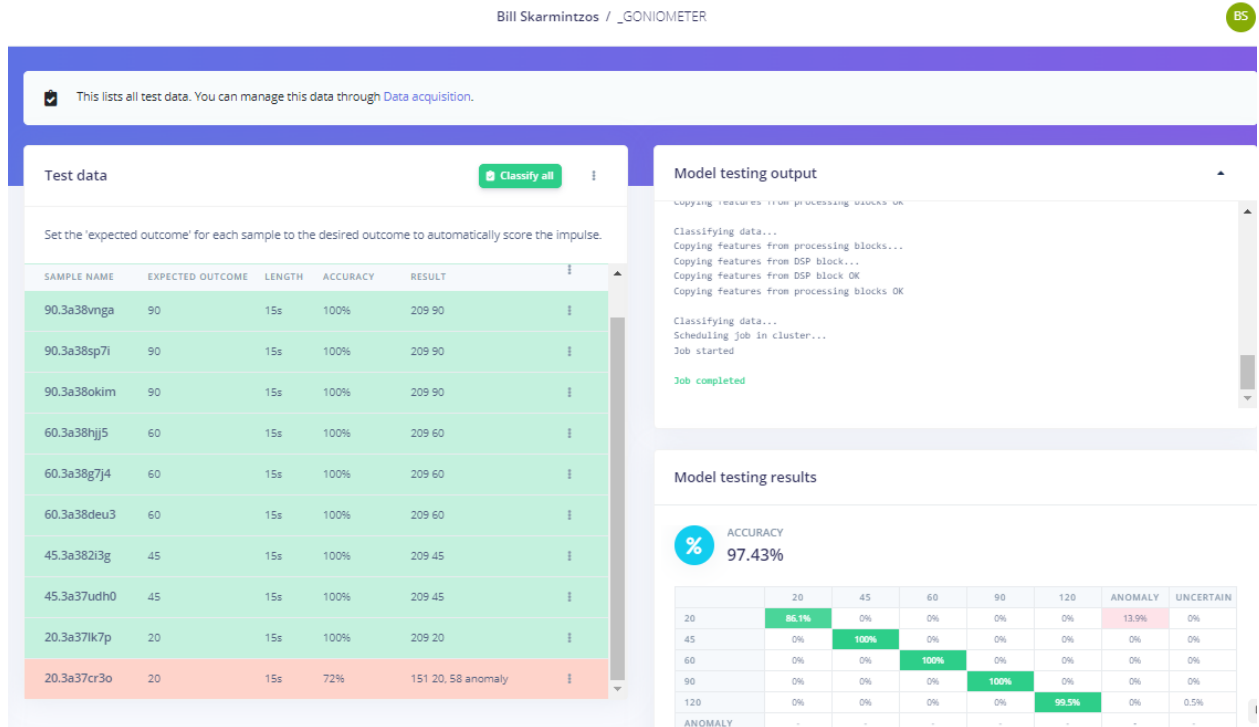 Bill Skarmintzos / _GONIOMETER
BS
This lists all test data. You can manage this data through Data acquisition.
Test data
Classify all
Set the 'expected outcome' for each sample to the desired outcome to automatically score the impulse.
SAMPLE NAME EXPECTED OUTCOME LENGTH ACCURACY RESULT
90.3a38vnga 90 15s 100% 209 90
90.3a38sp7i 90 15s 100% 209 90
90.3a38okim 90 15s 100% 209 90
60.3a38hjj5 60 15s 100% 209 60
60.3a38g7j4 60 15s 100% 209 60
60.3a38deu3 60 15s 100% 209 60
45.3a382i3g 45 15s 100% 209 45
45.3a37udh0 45 15s 100% 209 45
20.3a37lk7p 20 15s 100% 209 20
20.3a37cr3o 20 15s 72% 151 20, 58 anomaly
Model testing output
Copying features from processing blocks OK
Classifying data...
Copying features from processing blocks...
Copying features from DSP block...
Copying features from DSP block OK
Copying features from processing blocks OK
Classifying data...
Scheduling job in cluster...
Job started
Job completed
Model testing results
%
ACCURACY
97.43%
20 45 60 90 120 ANOMALY UNCERTAIN
20 86.1% 0% 0% 0% 0% 13.9% 0%
45 0% 100% 0% 0% 0% 0% 0%
60 0% 0% 100% 0% 0% 0% 0%
90 0% 0% 0% 100% 0% 0% 0%
120 0% 0% 0% 0% 99.5% 0% 0.5%
ANOMALY - - - - - - -